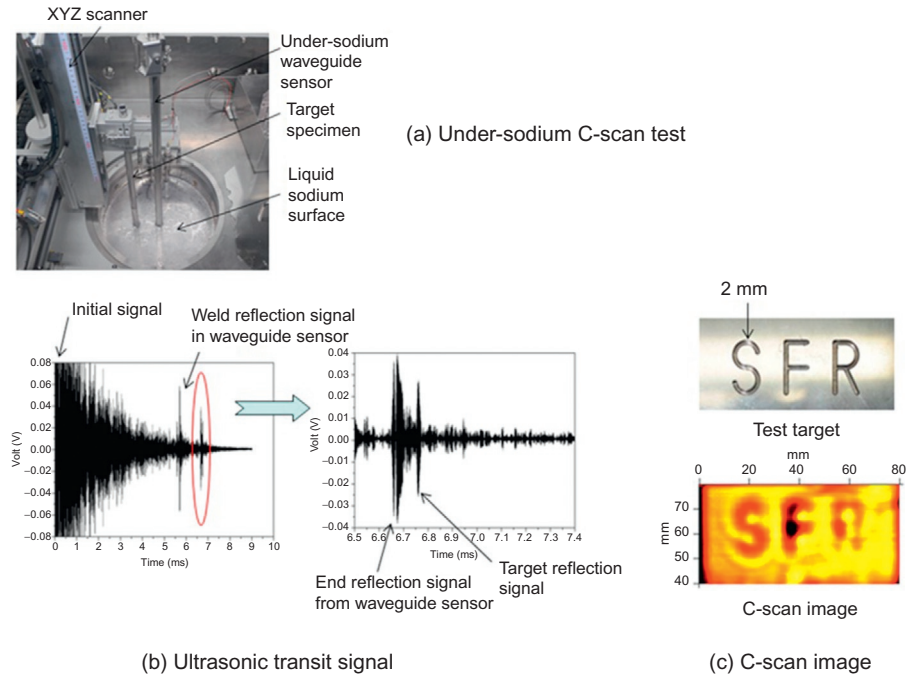 XYZ scanner
Under-sodium
waveguide
sensor
Target
specimen
Liquid
sodium
surface
(a) Under-sodium C-scan test
Initial signal
Weld reflection signal
in waveguide sensor
0.08
0.06
0.04
0.02
0.00
–0.02
–0.04
–0.06
–0.08
Volt (V)
0 1 2 3 4 5 6 7 8 9 10
Time (ms)
0.04
0.03
0.02
0.01
0.00
–0.01
–0.02
–0.03
–0.04
Volt (V)
6.5 6.6 6.7 6.8 6.9 7.0 7.1 7.2 7.3 7.4
Time (ms)
End reflection signal
from waveguide sensor
Target reflection
signal
(b) Ultrasonic transit signal
2 mm
SFR
Test target
mm
0 20 40 60 80
70
60
50
40
mm
SFR
C-scan image
(c) C-scan image